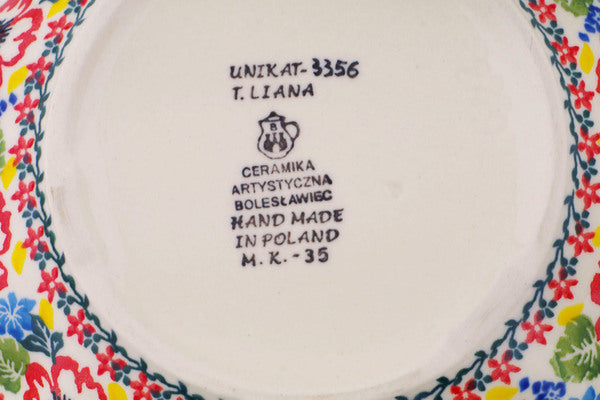 UNIKAT-3356
T. LIANA
B
CERAMIKA
ARTYSTYCZNA
BOLESŁAWIEC
HAND MADE
IN POLAND
M.K.-35